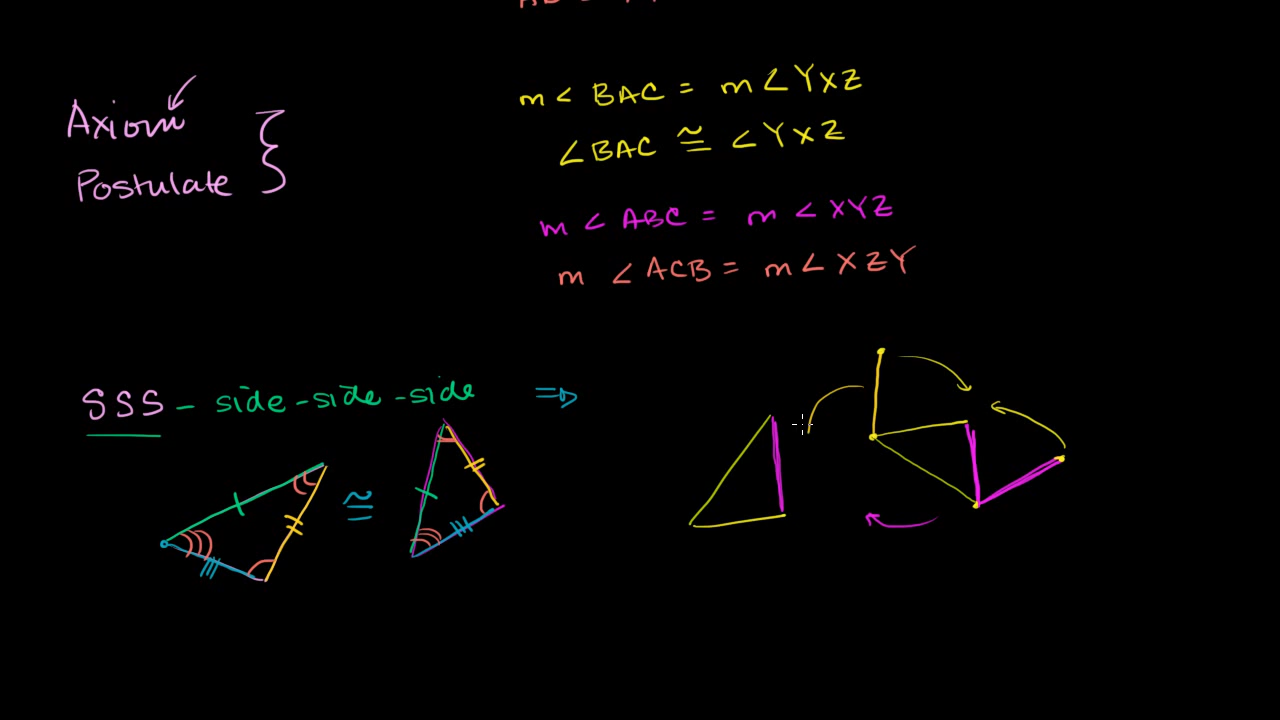 Axiom
Postulate
m∠BAC = m∠YXZ
∠BAC ≅ ∠YXZ
m∠ABC = m∠XYZ
m∠ACB = m∠XZY
SSS - side-side-side ⇒
≅